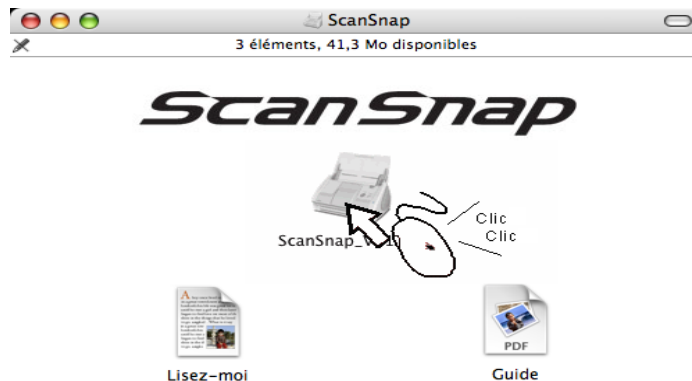 ScanSnap
3 éléments, 41,3 Mo disponibles
ScanSnap
Clic
Clic
Lisez-moi
PDF
Guide